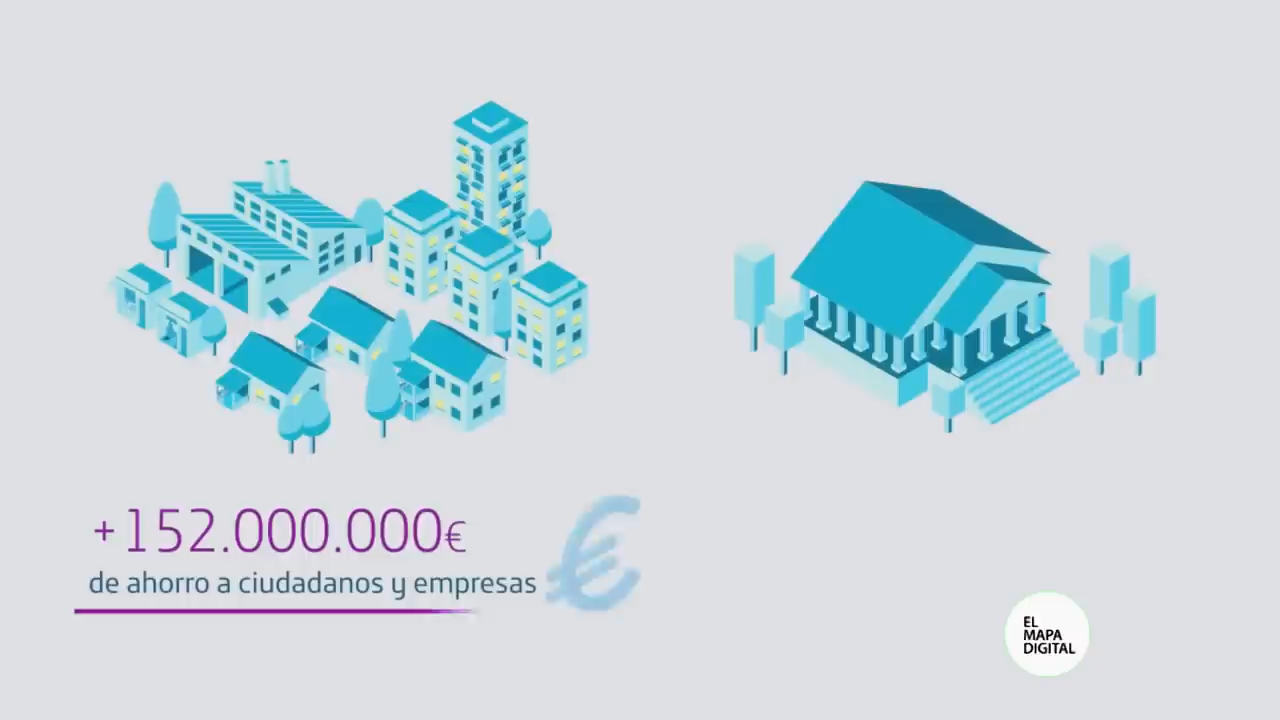 +152.000.000€
de ahorro a ciudadanos y empresas
€
EL
MAPA
DIGITAL